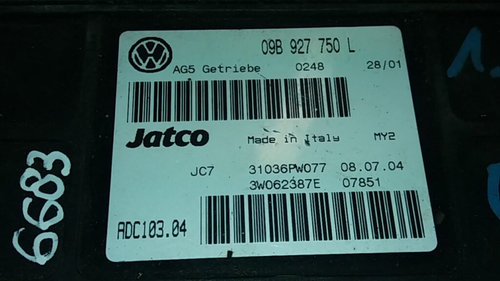 09B 927 750 L
AG5 Getriebe 0248 28/01
Jatco Made in Italy MY2
JC7 31036PW077 08.07.04
3W062387E 07851
ADC103.04
6683